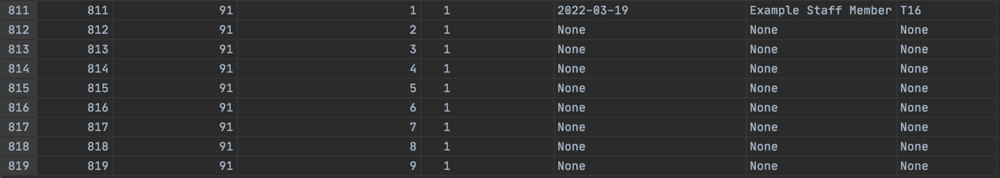 811 811 91 1 1 2022-03-19 Example Staff Member T16
812 812 91 2 1 None None None
813 813 91 3 1 None None None
814 814 91 4 1 None None None
815 815 91 5 1 None None None
816 816 91 6 1 None None None
817 817 91 7 1 None None None
818 818 91 8 1 None None None
819 819 91 9 1 None None None